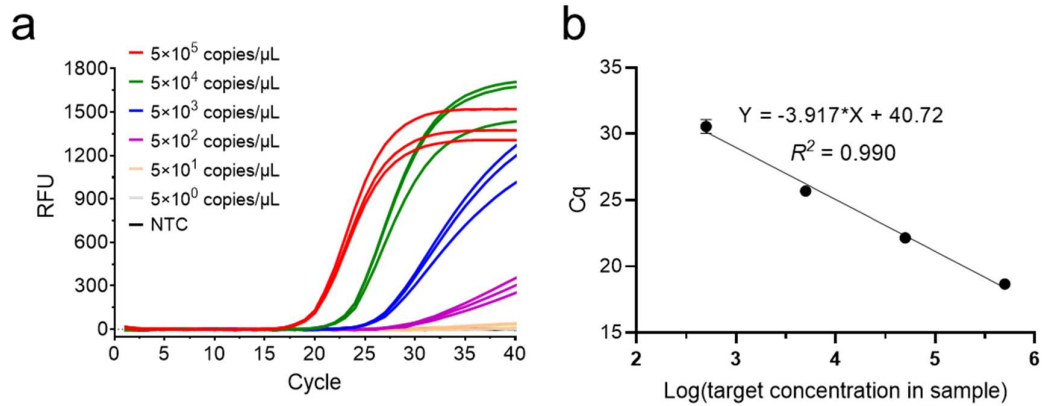 a
5×10⁵ copies/µL
5×10⁴ copies/µL
5×10³ copies/µL
5×10² copies/µL
5×10¹ copies/µL
5×10⁰ copies/µL
NTC
1800
1500
1200
900
600
300
0
RFU
0 5 10 15 20 25 30 35 40
Cycle
b
35
30
25
20
15
Cq
Y = -3.917*X + 40.72
R² = 0.990
2 3 4 5 6
Log(target concentration in sample)